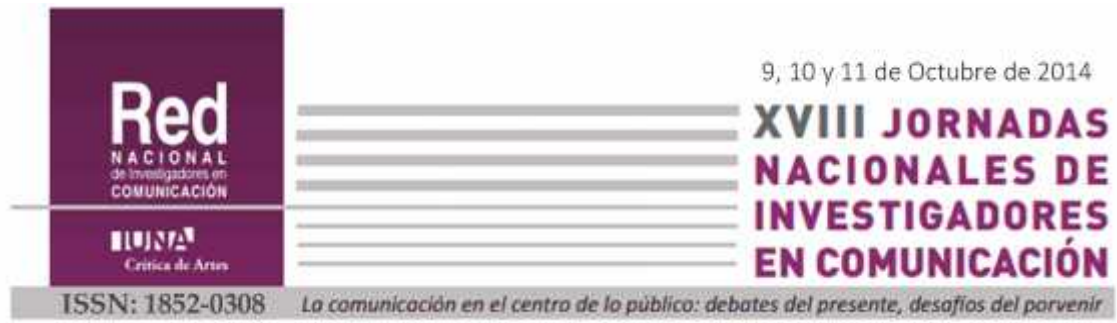 Red
NACIONAL
de Investigadores en
COMUNICACIÓN
IUNA
Crítica de Artes
9, 10 y 11 de Octubre de 2014
XVIII JORNADAS
NACIONALES DE
INVESTIGADORES
EN COMUNICACIÓN
ISSN: 1852-0308
La comunicación en el centro de lo público: debates del presente, desafíos del porvenir